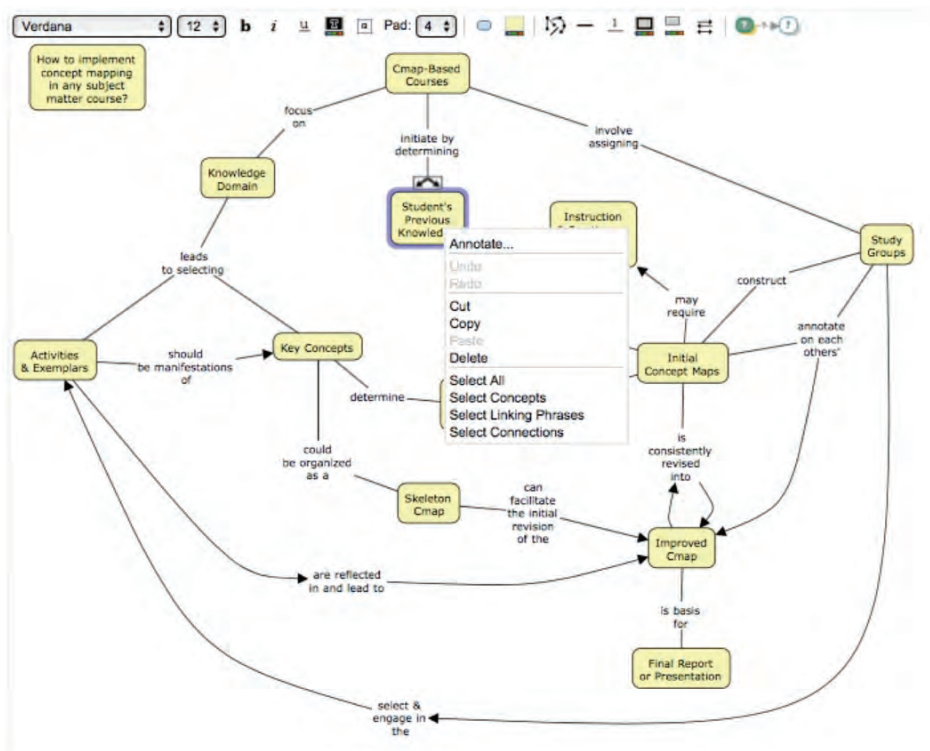 Verdana 12 b i u a Pad: 4 1 ? ?
How to implement
concept mapping
in any subject
matter course?
Cmap-Based
Courses
focus
on
initiate by
determining
involve
assigning
Knowledge
Domain
Student's
Previous
Instruction
Study
Groups
Annotate...
Undo
Redo
Cut
Copy
Paste
Delete
Select All
Select Concepts
Select Linking Phrases
Select Connections
leads
to selecting
construct
may
require
annotate
on each
others'
Activities
& Exemplars
should
be manifestations
of
Key Concepts
Initial
Concept Maps
determine
is
consistently
revised
into
could
be organized
as a
Skeleton
Cmap
can
facilitate
the initial
revision
of the
Improved
Cmap
are reflected
in and lead to
is basis
for
Final Report
or Presentation
select &
engage in
the